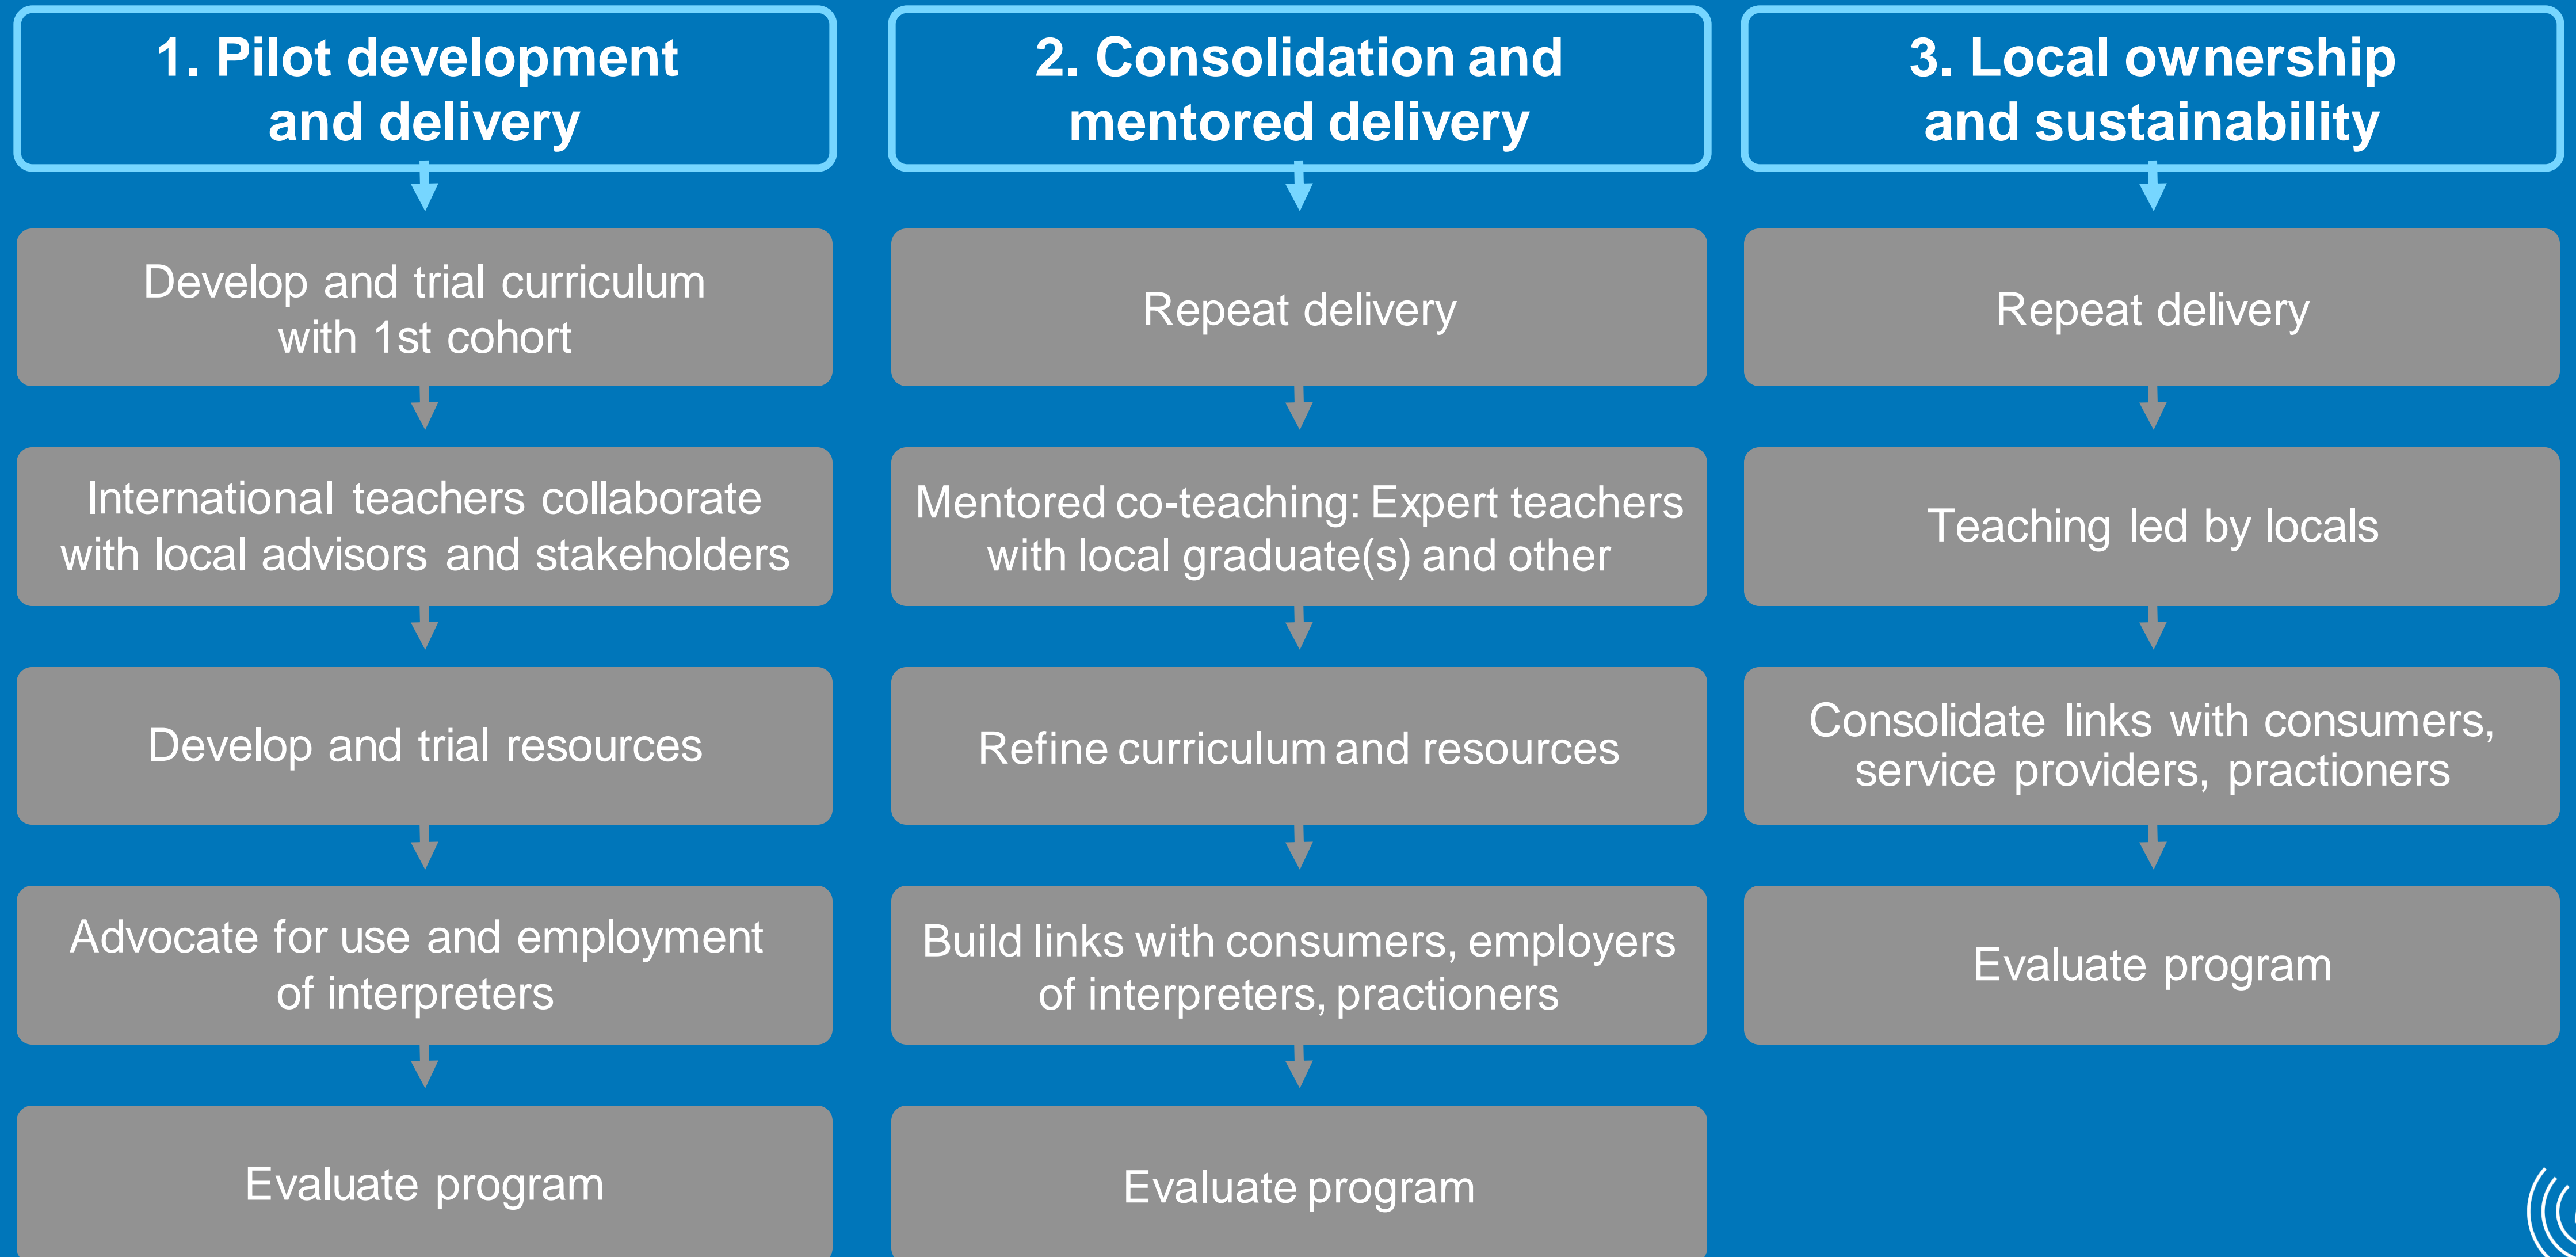 1. Pilot development
and delivery
Develop and trial curriculum
with 1st cohort
International teachers collaborate
with local advisors and stakeholders
Develop and trial resources
Advocate for use and employment
of interpreters
Evaluate program
2. Consolidation and
mentored delivery
Repeat delivery
Mentored co-teaching: Expert teachers
with local graduate(s) and other
Refine curriculum and resources
Build links with consumers, employers
of interpreters, practioners
Evaluate program
3. Local ownership
and sustainability
Repeat delivery
Teaching led by locals
Consolidate links with consumers,
service providers, practioners
Evaluate program